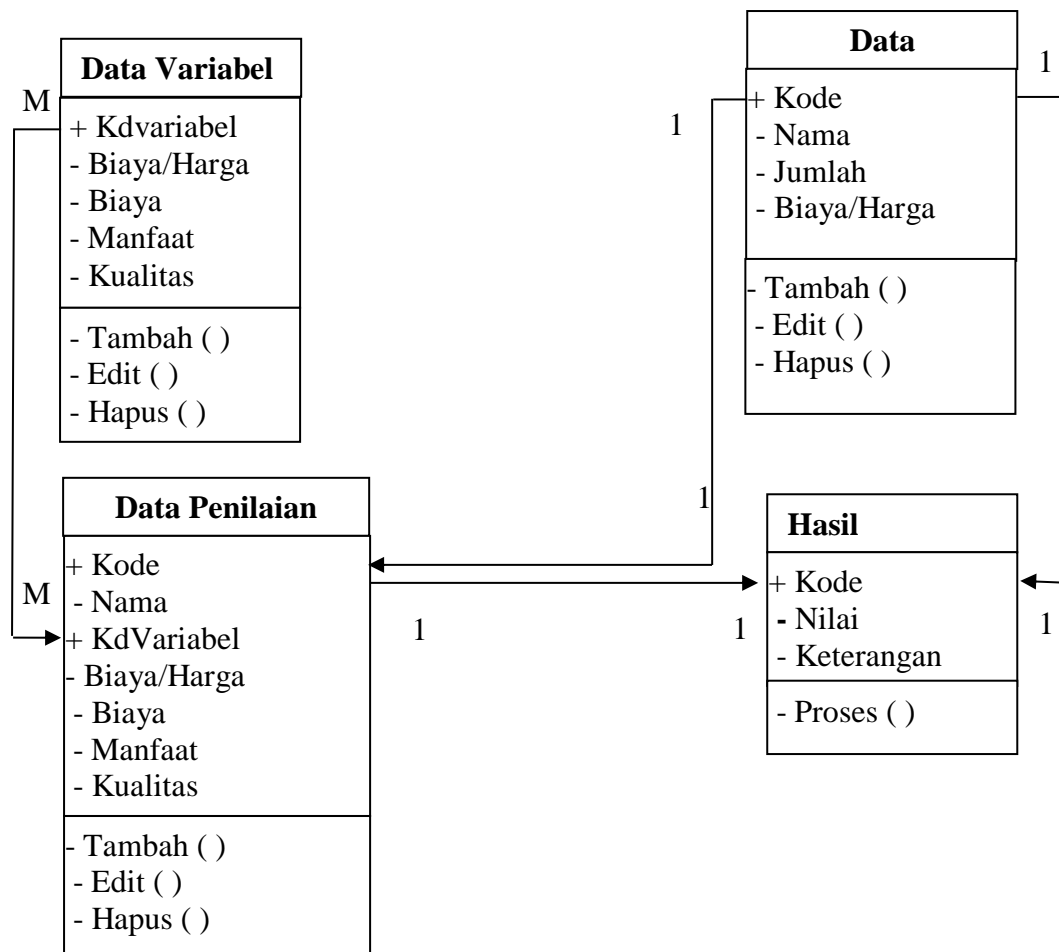 Data Variabel
M
+ Kdvariabel
- Biaya/Harga
- Biaya
- Manfaat
- Kualitas
- Tambah ( )
- Edit ( )
- Hapus ( )
Data
1
1
+ Kode
- Nama
- Jumlah
- Biaya/Harga
- Tambah ( )
- Edit ( )
- Hapus ( )
Data Penilaian
1
M
+ Kode
- Nama
+ KdVariabel
- Biaya/Harga
- Biaya
- Manfaat
- Kualitas
- Tambah ( )
- Edit ( )
- Hapus ( )
1
1
Hasil
+ Kode
- Nilai
- Keterangan
- Proses ( )
1